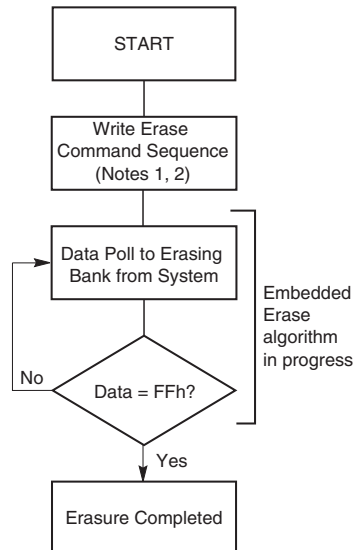 START
Write Erase
Command Sequence
(Notes 1, 2)
Data Poll to Erasing
Bank from System
Embedded
Erase
algorithm
in progress
No
Data = FFh?
Yes
Erasure Completed